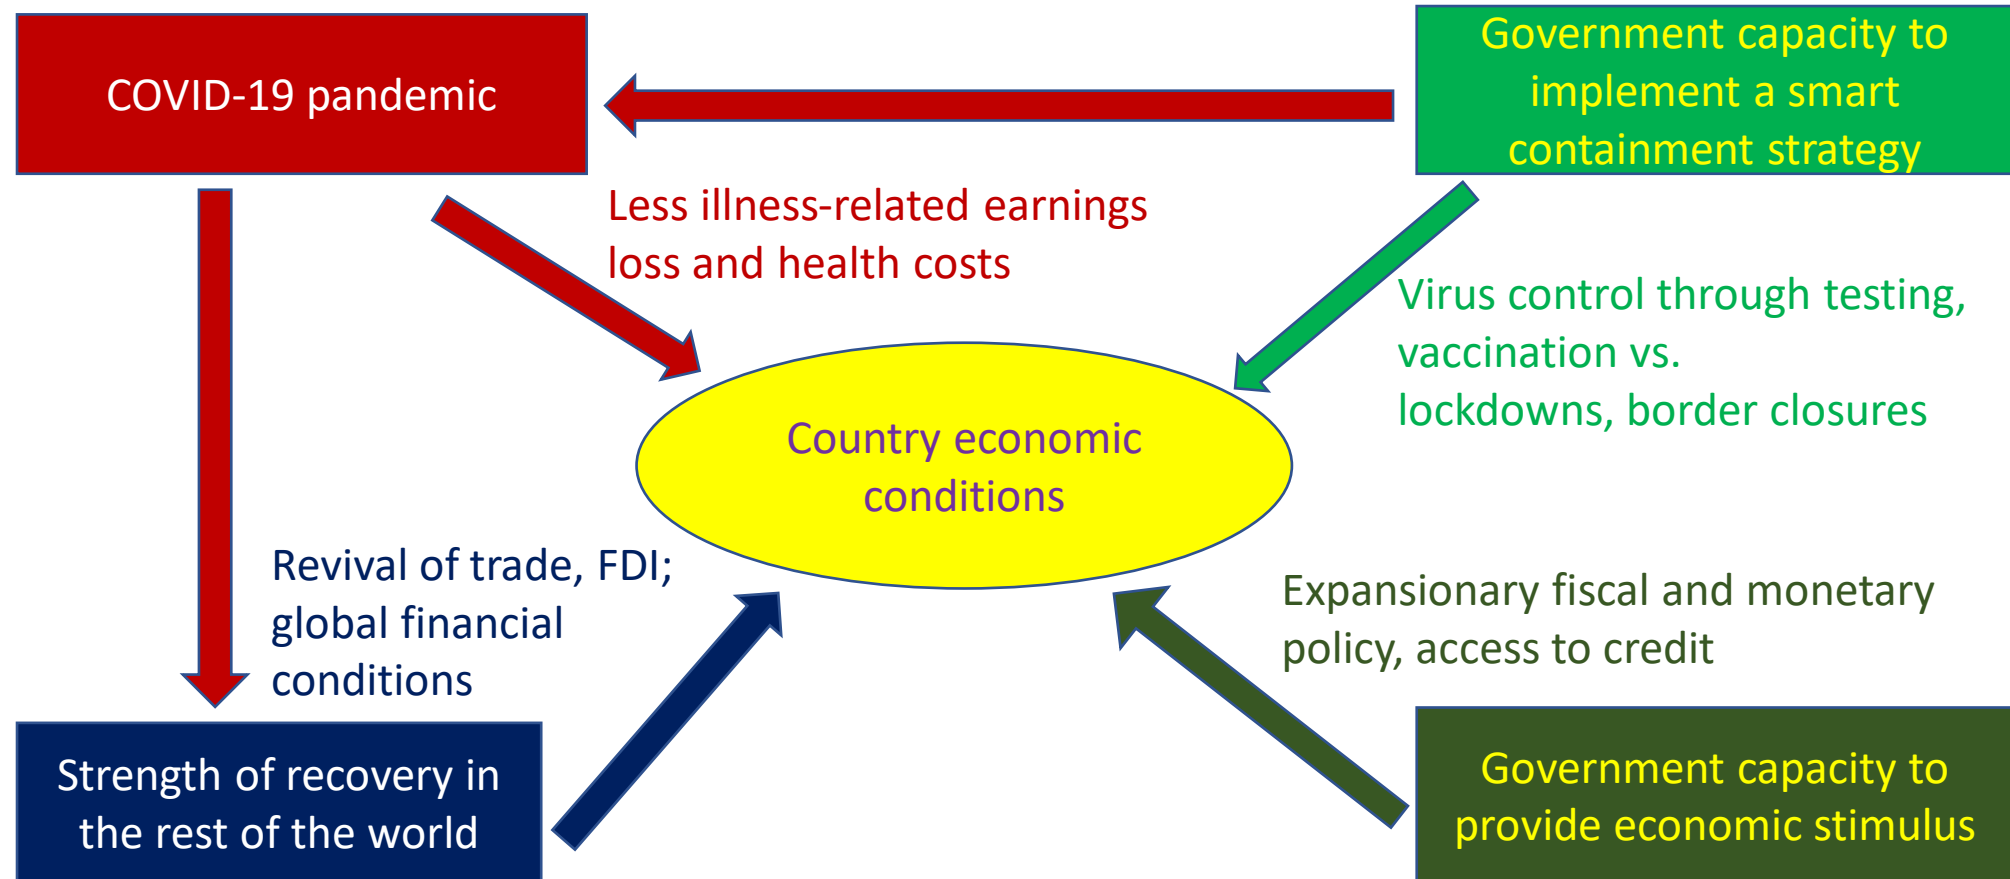 COVID-19 pandemic
Government capacity to
implement a smart
containment strategy
Less illness-related earnings
loss and health costs
Virus control through testing,
vaccination vs.
lockdowns, border closures
Country economic
conditions
Revival of trade, FDI;
global financial
conditions
Expansionary fiscal and monetary
policy, access to credit
Strength of recovery in
the rest of the world
Government capacity to
provide economic stimulus